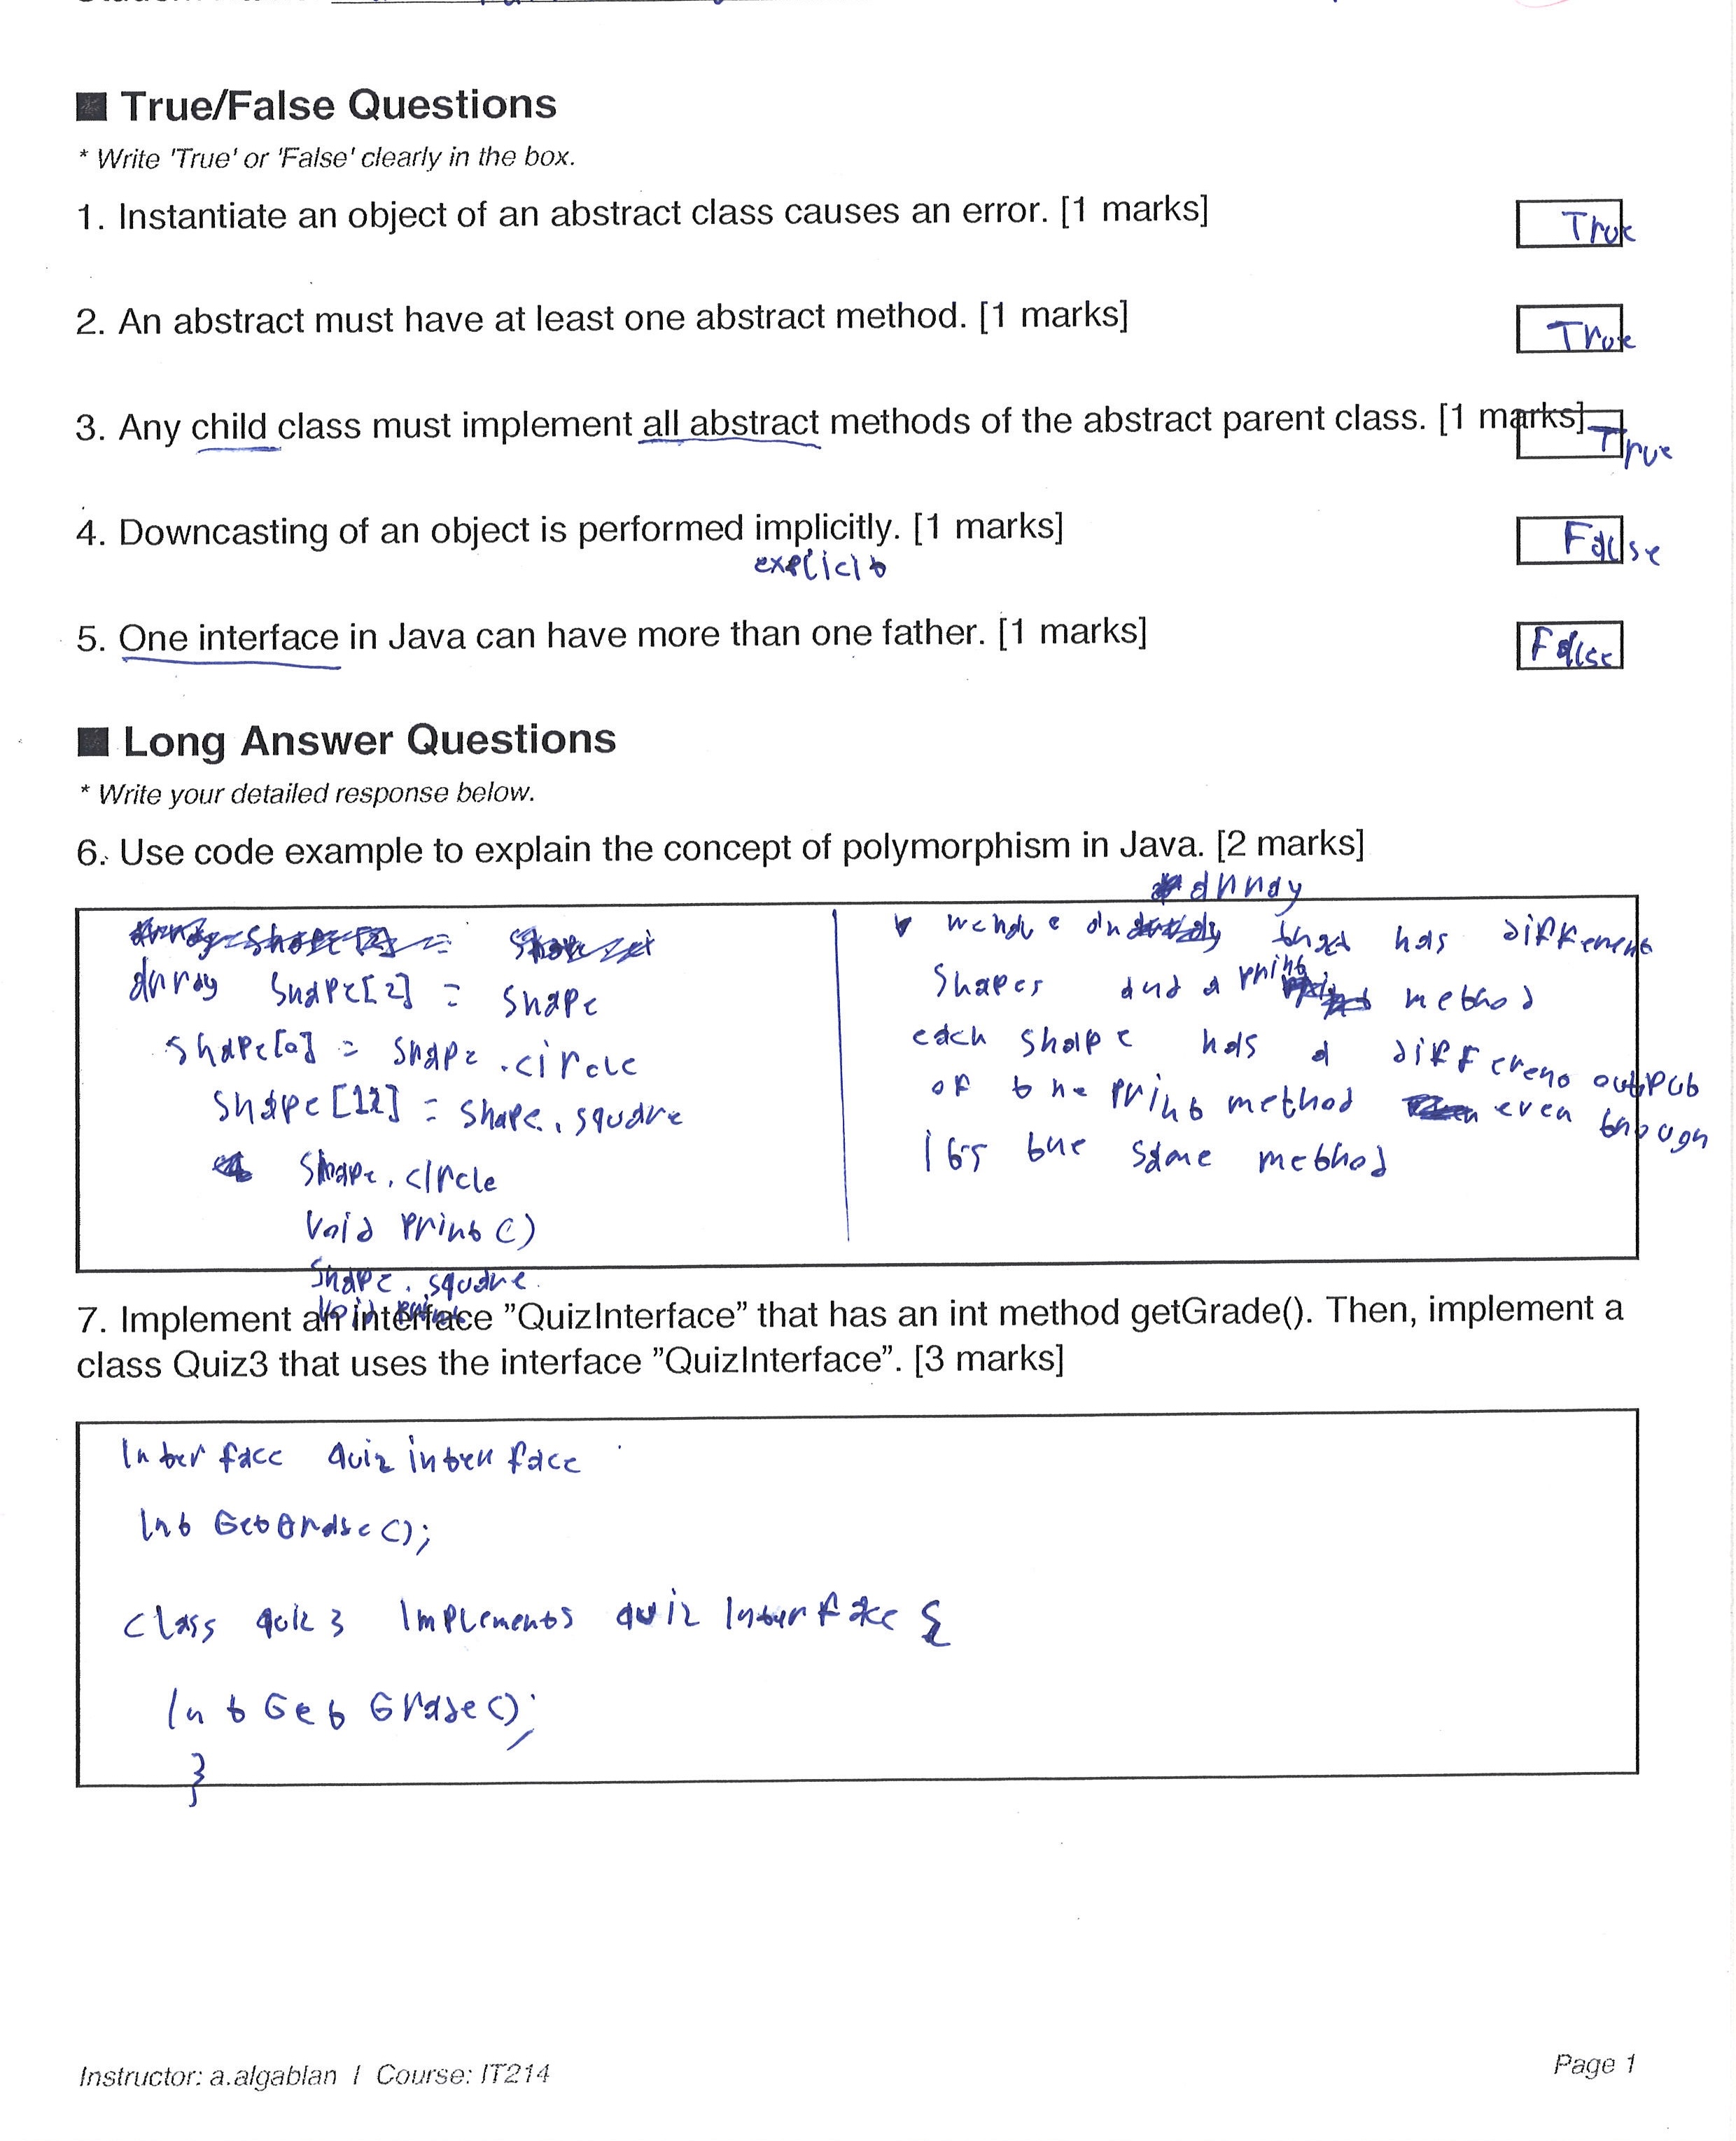 ■ True/False Questions
* Write 'True' or 'False' clearly in the box.
1. Instantiate an object of an abstract class causes an error. [1 marks]
True
2. An abstract must have at least one abstract method. [1 marks]
True
3. Any child class must implement all abstract methods of the abstract parent class. [1 marks]
True
4. Downcasting of an object is performed implicitly. [1 marks]
False
explicit
5. One interface in Java can have more than one father. [1 marks]
False
■ Long Answer Questions
* Write your detailed response below.
6. Use code example to explain the concept of polymorphism in Java. [2 marks]
array shape[2] = shape
shape[0] = shape.circle
shape[1] = shape.square
shape.circle
void print()
shape.square
void print
array
we have an that has different
shapes and a print method
each shape has a different output
of the print method even though
its the same method
7. Implement an interface "QuizInterface" that has an int method getGrade(). Then, implement a
class Quiz3 that uses the interface "QuizInterface". [3 marks]
Interface quizinterface
int GetGrade();
class quiz3 implements quiz interface {
int Get Grade();
}
Instructor: a.algablan / Course: IT214
Page 1